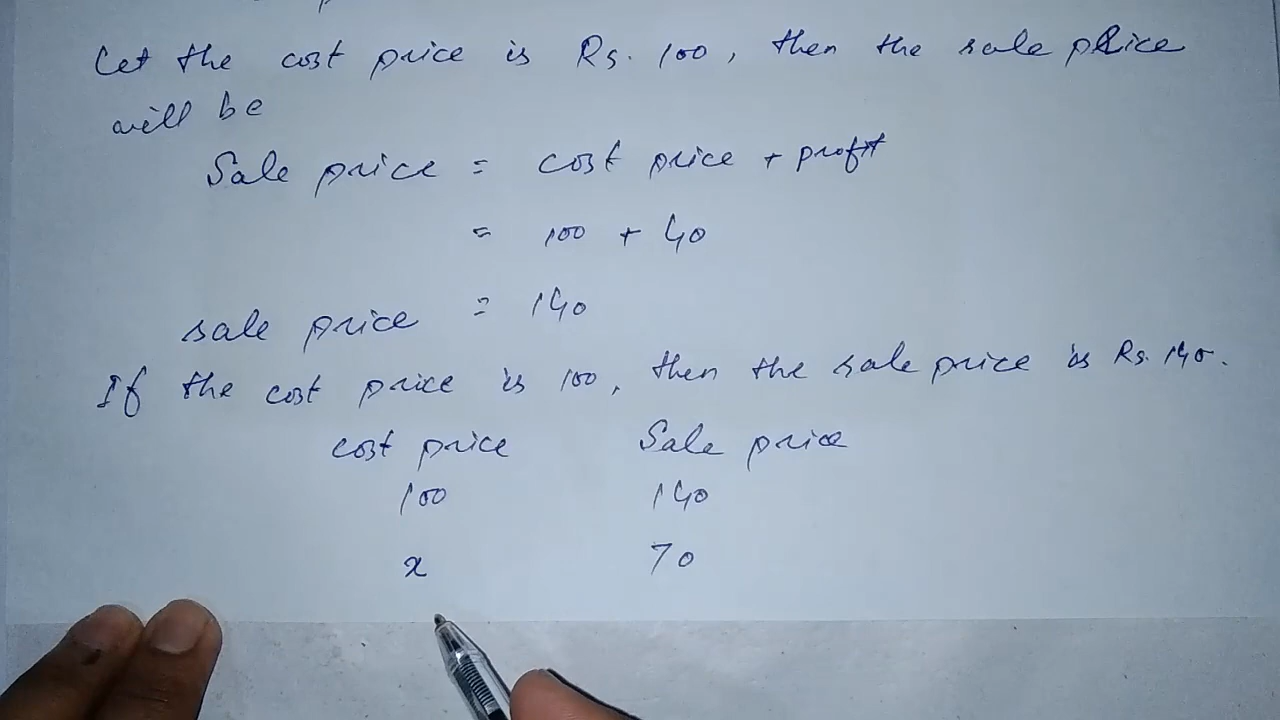 Let the cost price is Rs. 100, then the sale price
will be
Sale price = cost price + profit
= 100 + 40
sale price = 140
If the cost price is 100, then the sale price is Rs. 140.
cost price Sale price
100 140
x 70